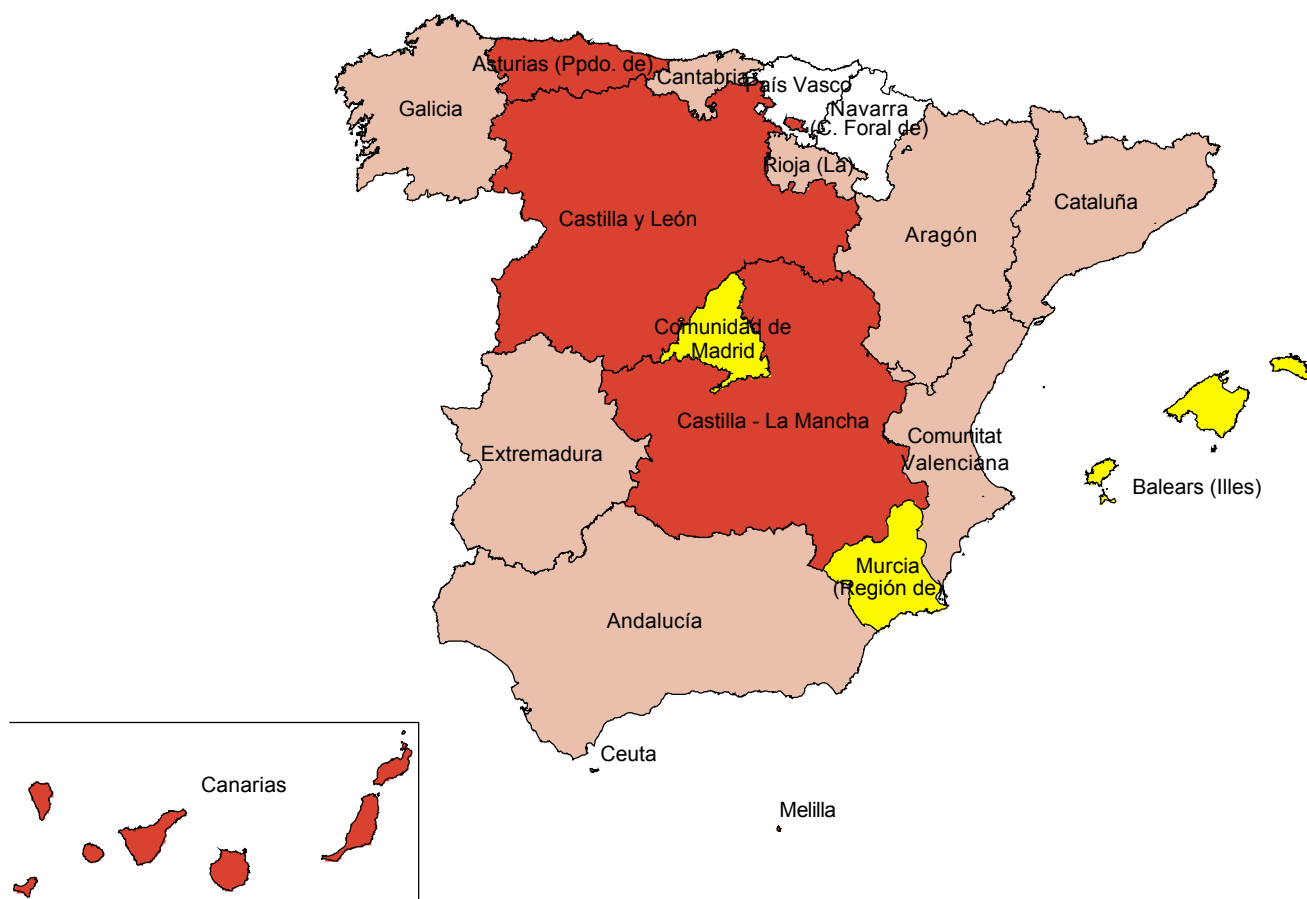 Asturias (Ppdo. de)
Cantabria
País Vasco
Galicia
Navarra
(C. Foral de)
Rioja (La)
Cataluña
Castilla y León
Aragón
Comunidad de
Madrid
Castilla - La Mancha
Comunitat
Valenciana
Extremadura
Balears (Illes)
Murcia
(Región de)
Andalucía
Ceuta
Canarias
Melilla